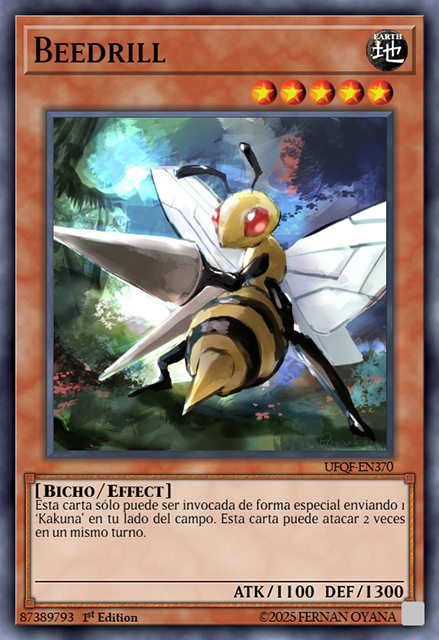 BEEDRILL
EARTH
地
UFQF-EN370
[BICHO/EFFECT]
Esta carta sólo puede ser invocada de forma especial enviando 1
'Kakuna' en tu lado del campo. Esta carta puede atacar 2 veces
en un mismo turno.
ATK/1100 DEF/1300
87389793 1st Edition ©2025 FERNAN OYANA